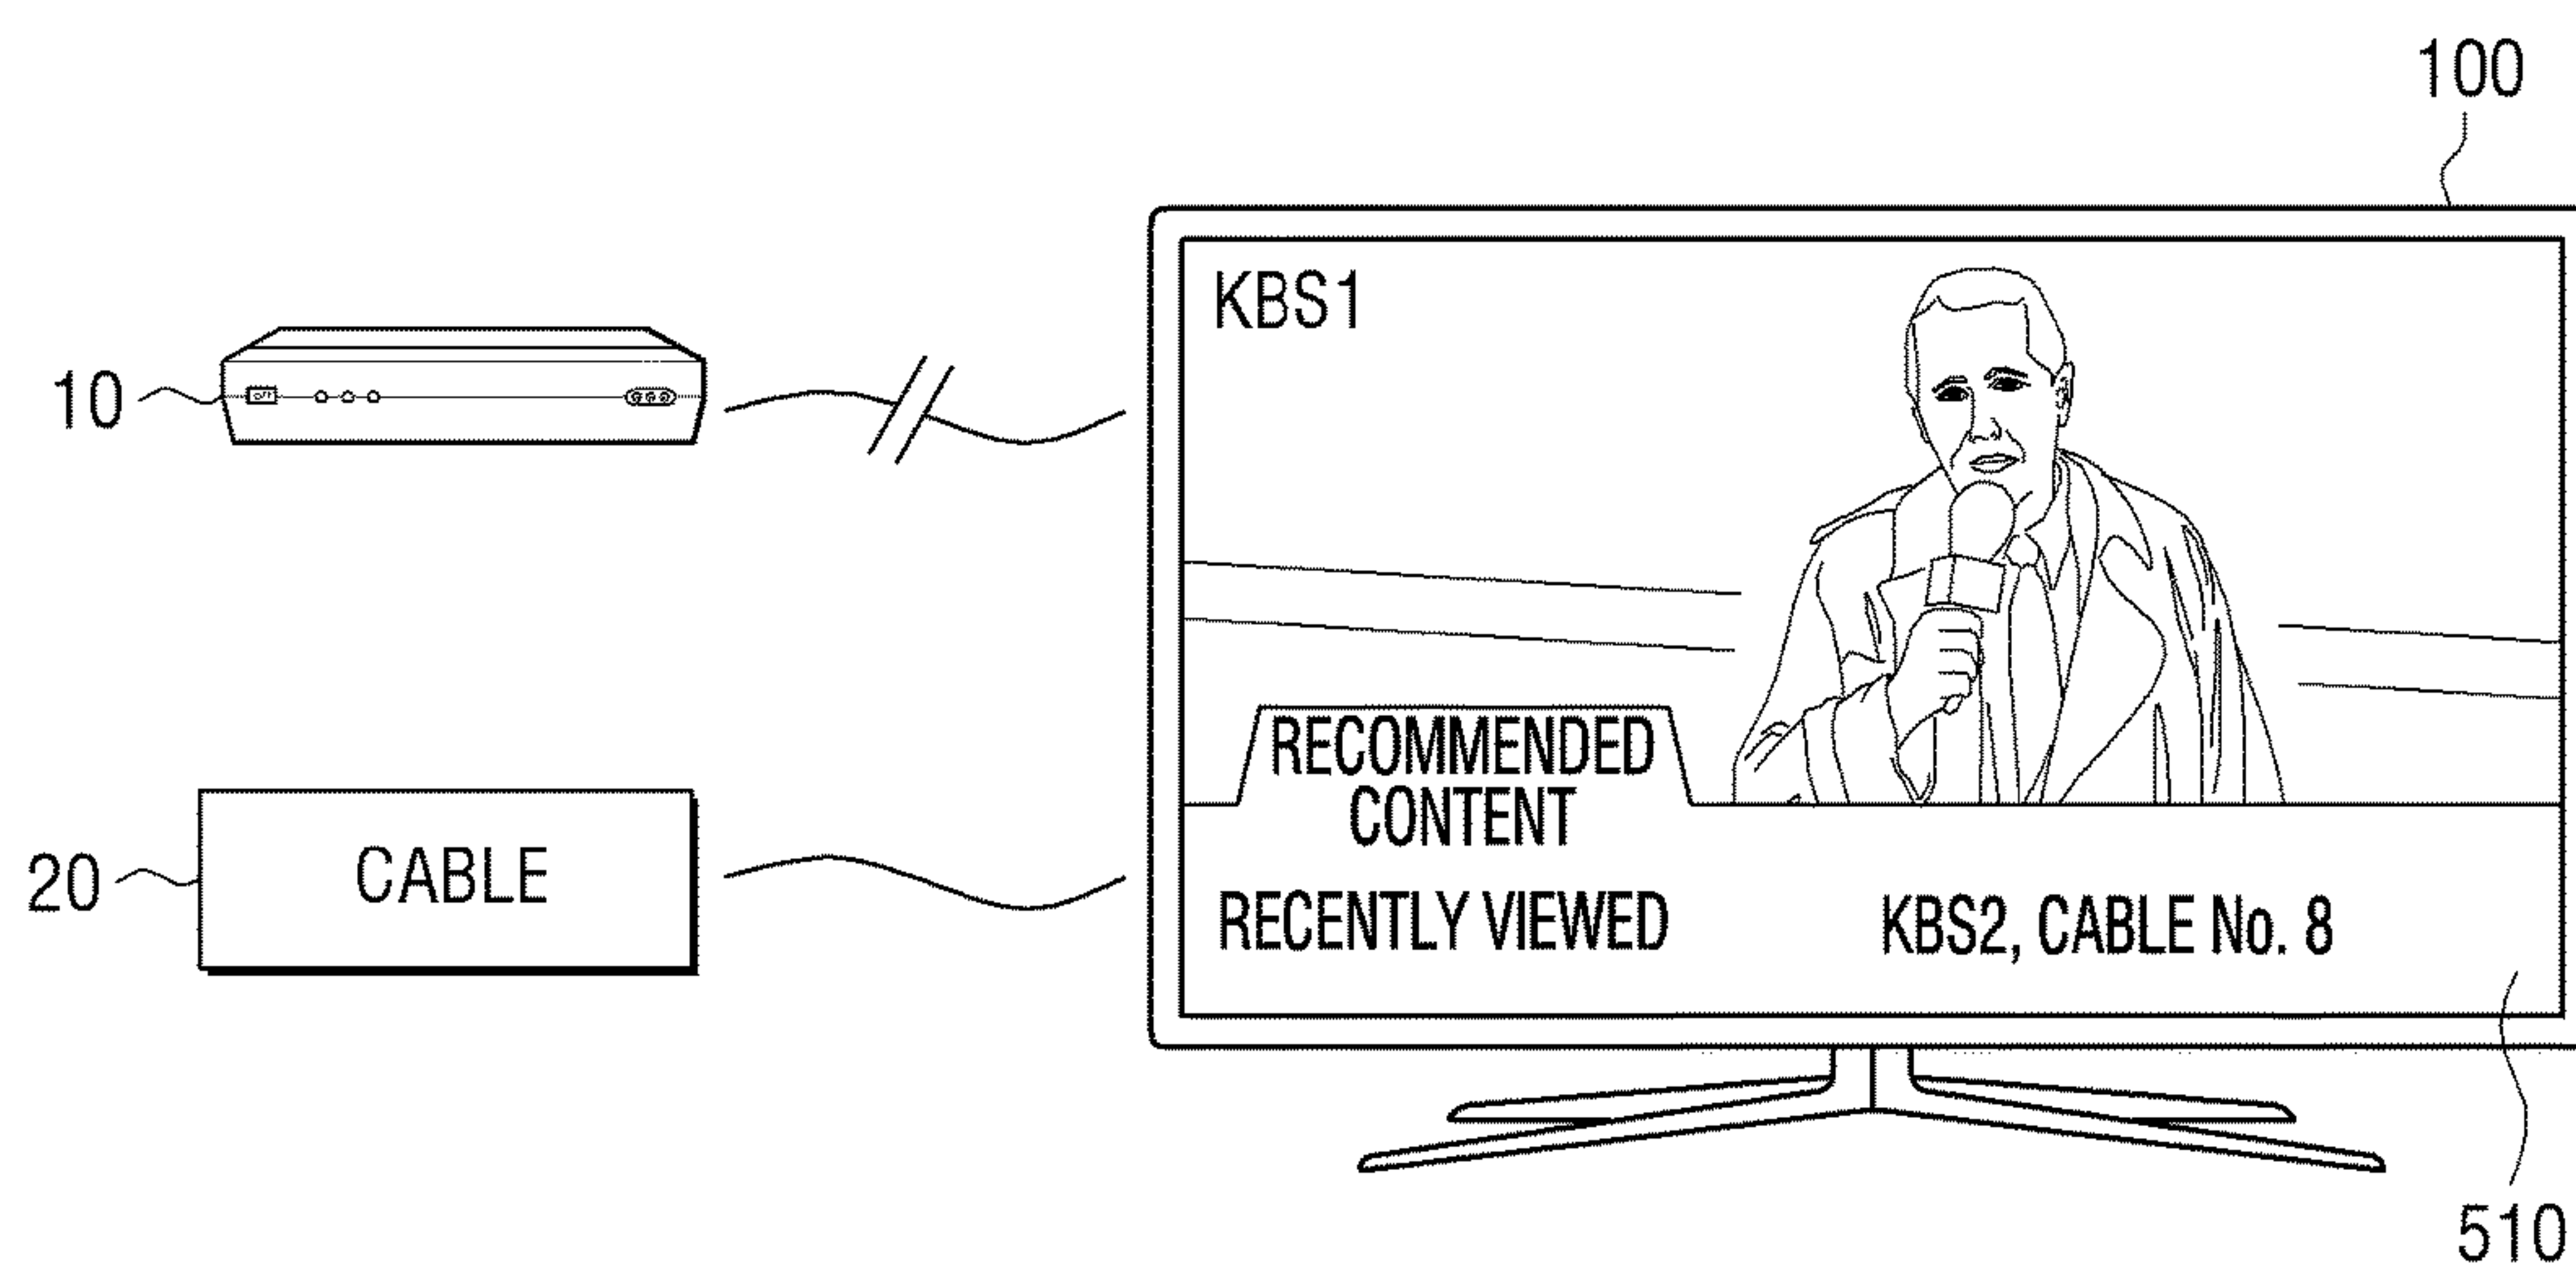 100
KBS1
10
RECOMMENDED
CONTENT
20
CABLE
RECENTLY VIEWED
KBS2, CABLE No. 8
510